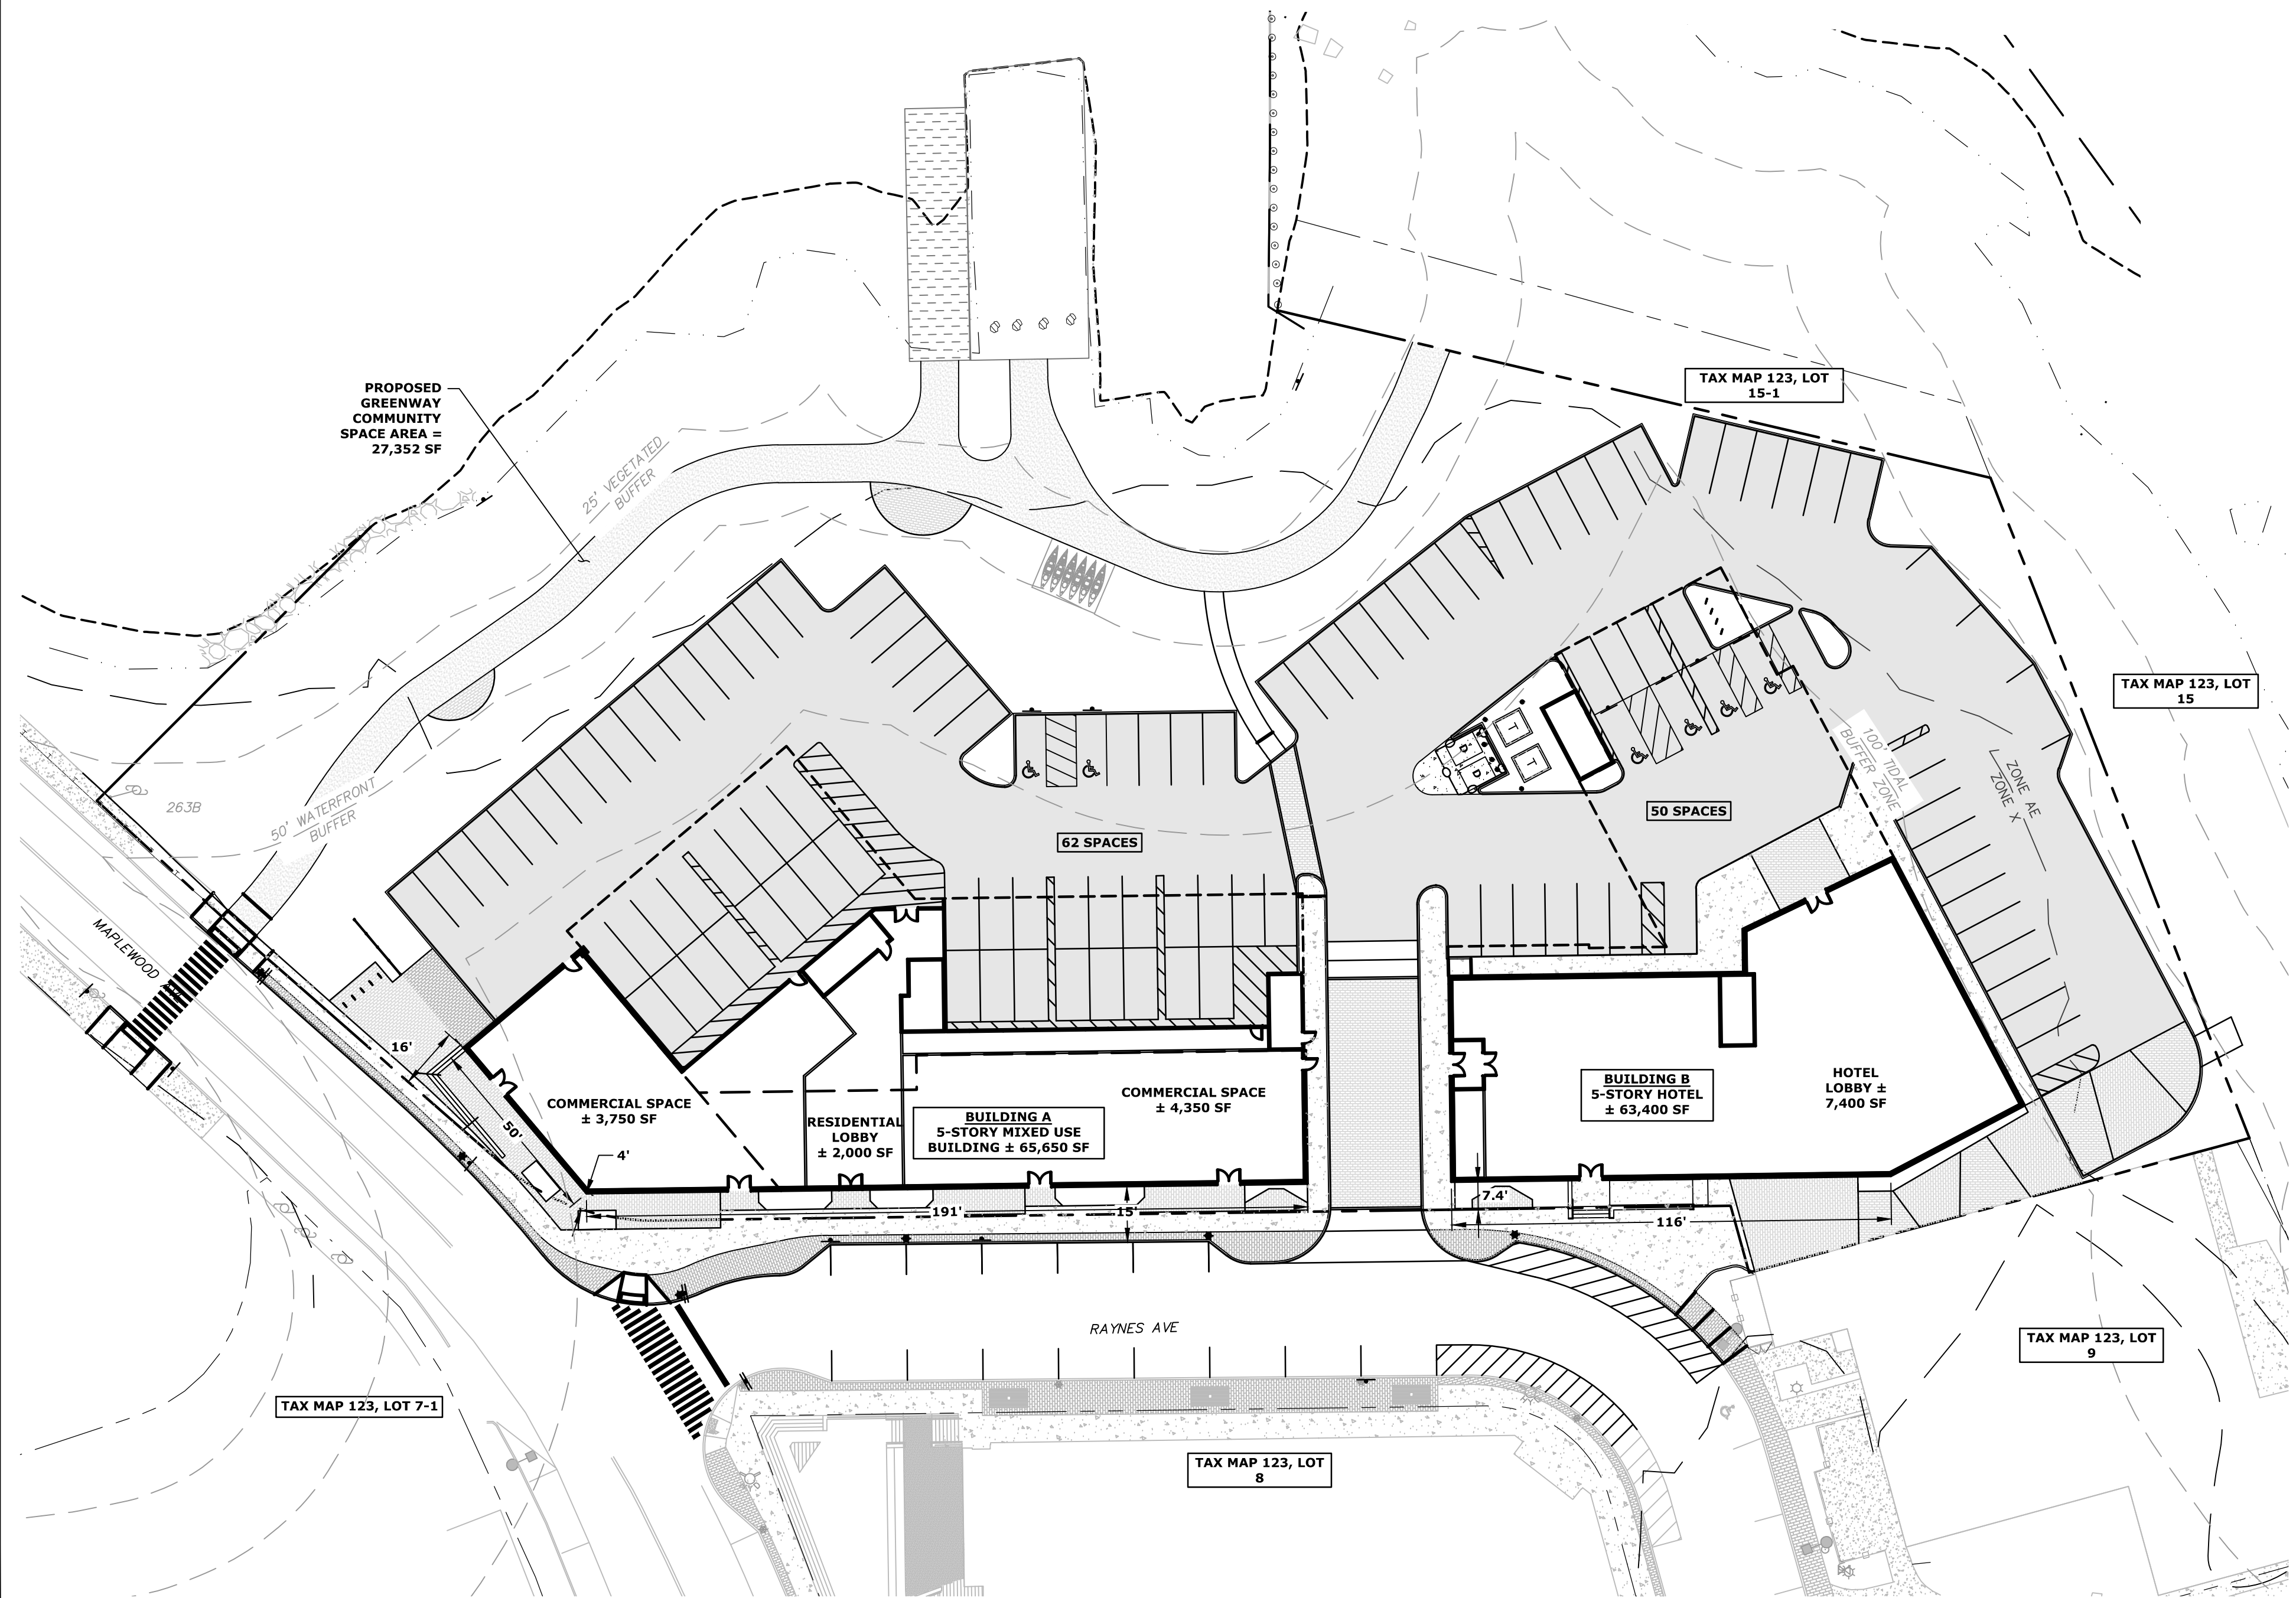 PROPOSED
GREENWAY
COMMUNITY
SPACE AREA =
27,352 SF
25' VEGETATED
BUFFER
TAX MAP 123, LOT
15-1
TAX MAP 123, LOT
15
263B
50' WATERFRONT
BUFFER
100' TIDAL
BUFFER ZONE
ZONE AE
ZONE X
62 SPACES
50 SPACES
T
T
D
D
MAPLEWOOD AVE
16'
50'
4'
COMMERCIAL SPACE
± 3,750 SF
RESIDENTIAL
LOBBY
± 2,000 SF
BUILDING A
5-STORY MIXED USE
BUILDING ± 65,650 SF
COMMERCIAL SPACE
± 4,350 SF
BUILDING B
5-STORY HOTEL
± 63,400 SF
HOTEL
LOBBY ±
7,400 SF
191'
15'
7.4'
116'
RAYNES AVE
TAX MAP 123, LOT 7-1
TAX MAP 123, LOT
8
TAX MAP 123, LOT
9